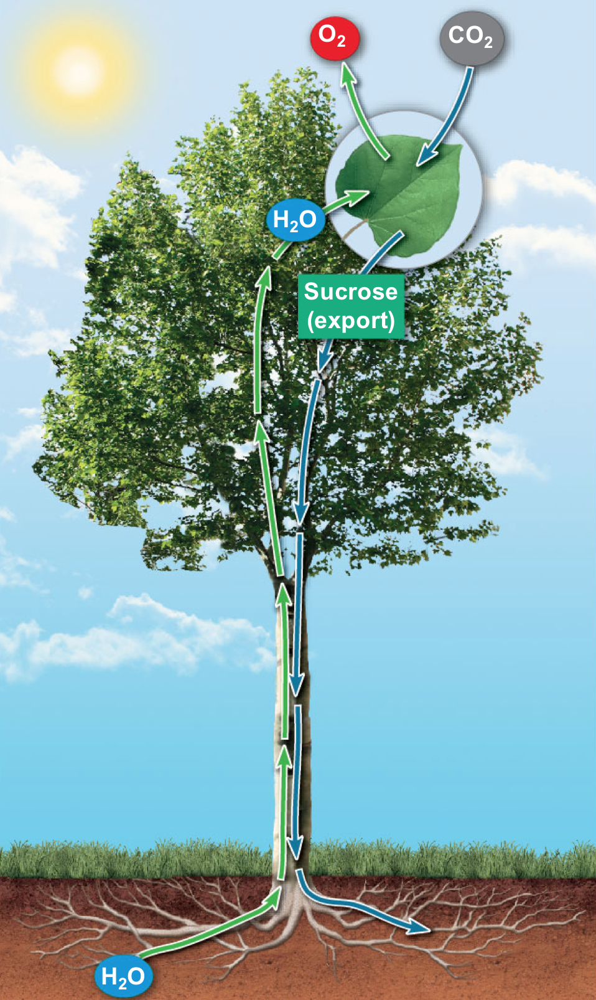 O₂
CO₂
H₂O
Sucrose
(export)
H₂O